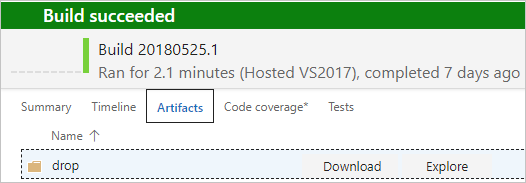 Build succeeded
Build 20180525.1
Ran for 2.1 minutes (Hosted VS2017), completed 7 days ago
Summary Timeline Artifacts Code coverage* Tests
Name ↑
drop Download Explore